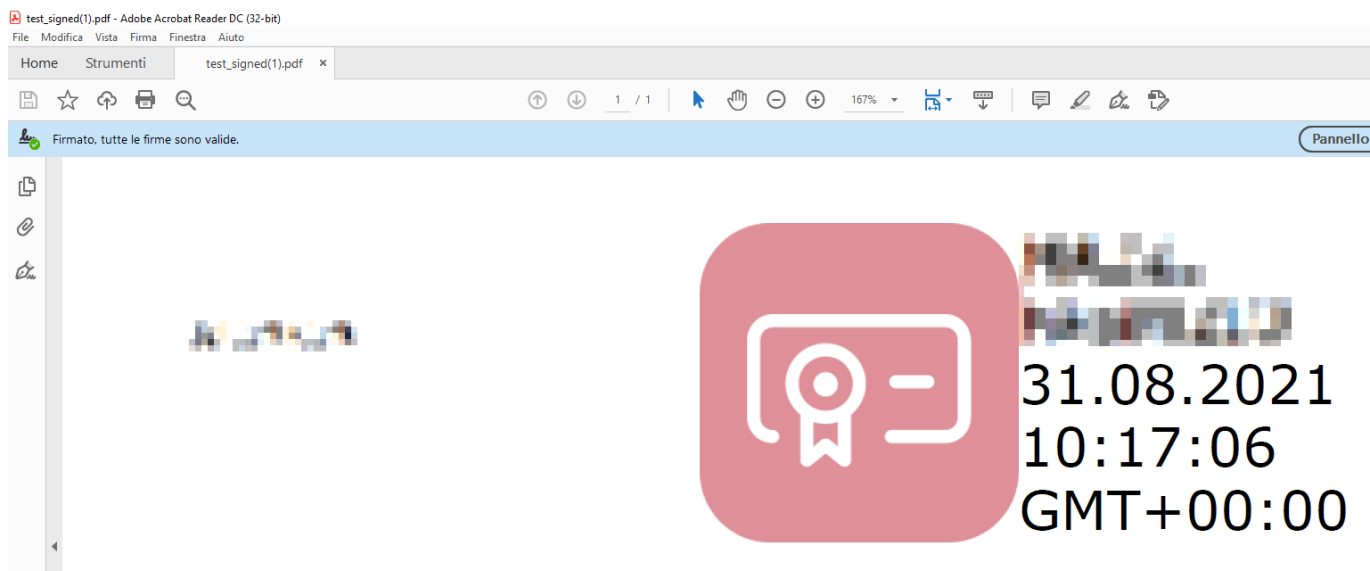 test_signed(1).pdf - Adobe Acrobat Reader DC (32-bit)
File Modifica Vista Firma Finestra Aiuto
Home Strumenti test_signed(1).pdf ×
1 / 1 167%
Firmato, tutte le firme sono valide. Pannello
31.08.2021
10:17:06
GMT+00:00